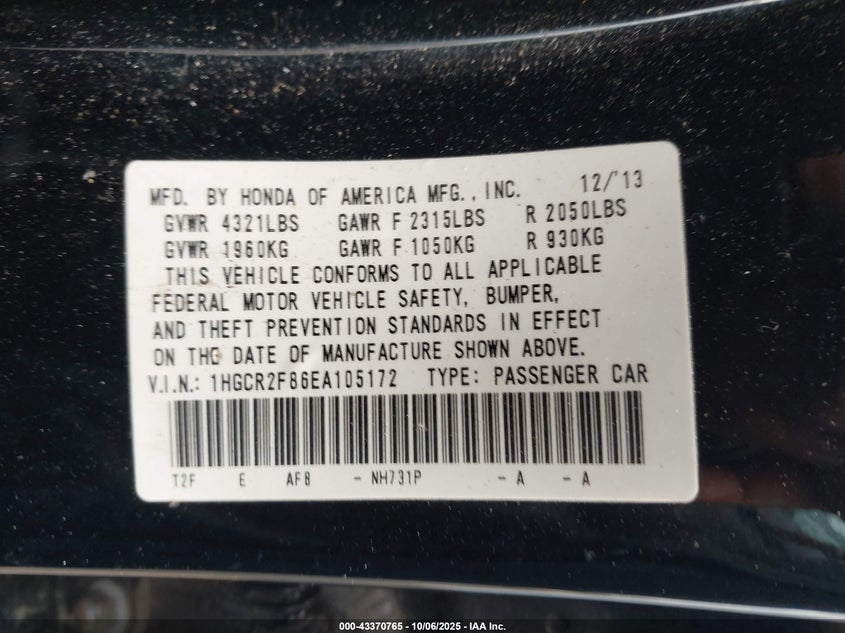 MFD. BY HONDA OF AMERICA MFG., INC. 12/'13
GVWR 4321LBS GAWR F 2315LBS R 2050LBS
GVWR 1960KG GAWR F 1050KG R 930KG
THIS VEHICLE CONFORMS TO ALL APPLICABLE
FEDERAL MOTOR VEHICLE SAFETY, BUMPER,
AND THEFT PREVENTION STANDARDS IN EFFECT
ON THE DATE OF MANUFACTURE SHOWN ABOVE.
V.I.N.: 1HGCR2F86EA105172 TYPE: PASSENGER CAR
T2F E AF8 - NH731P - A - A
000-43370765 - 10/06/2025 - IAA Inc.